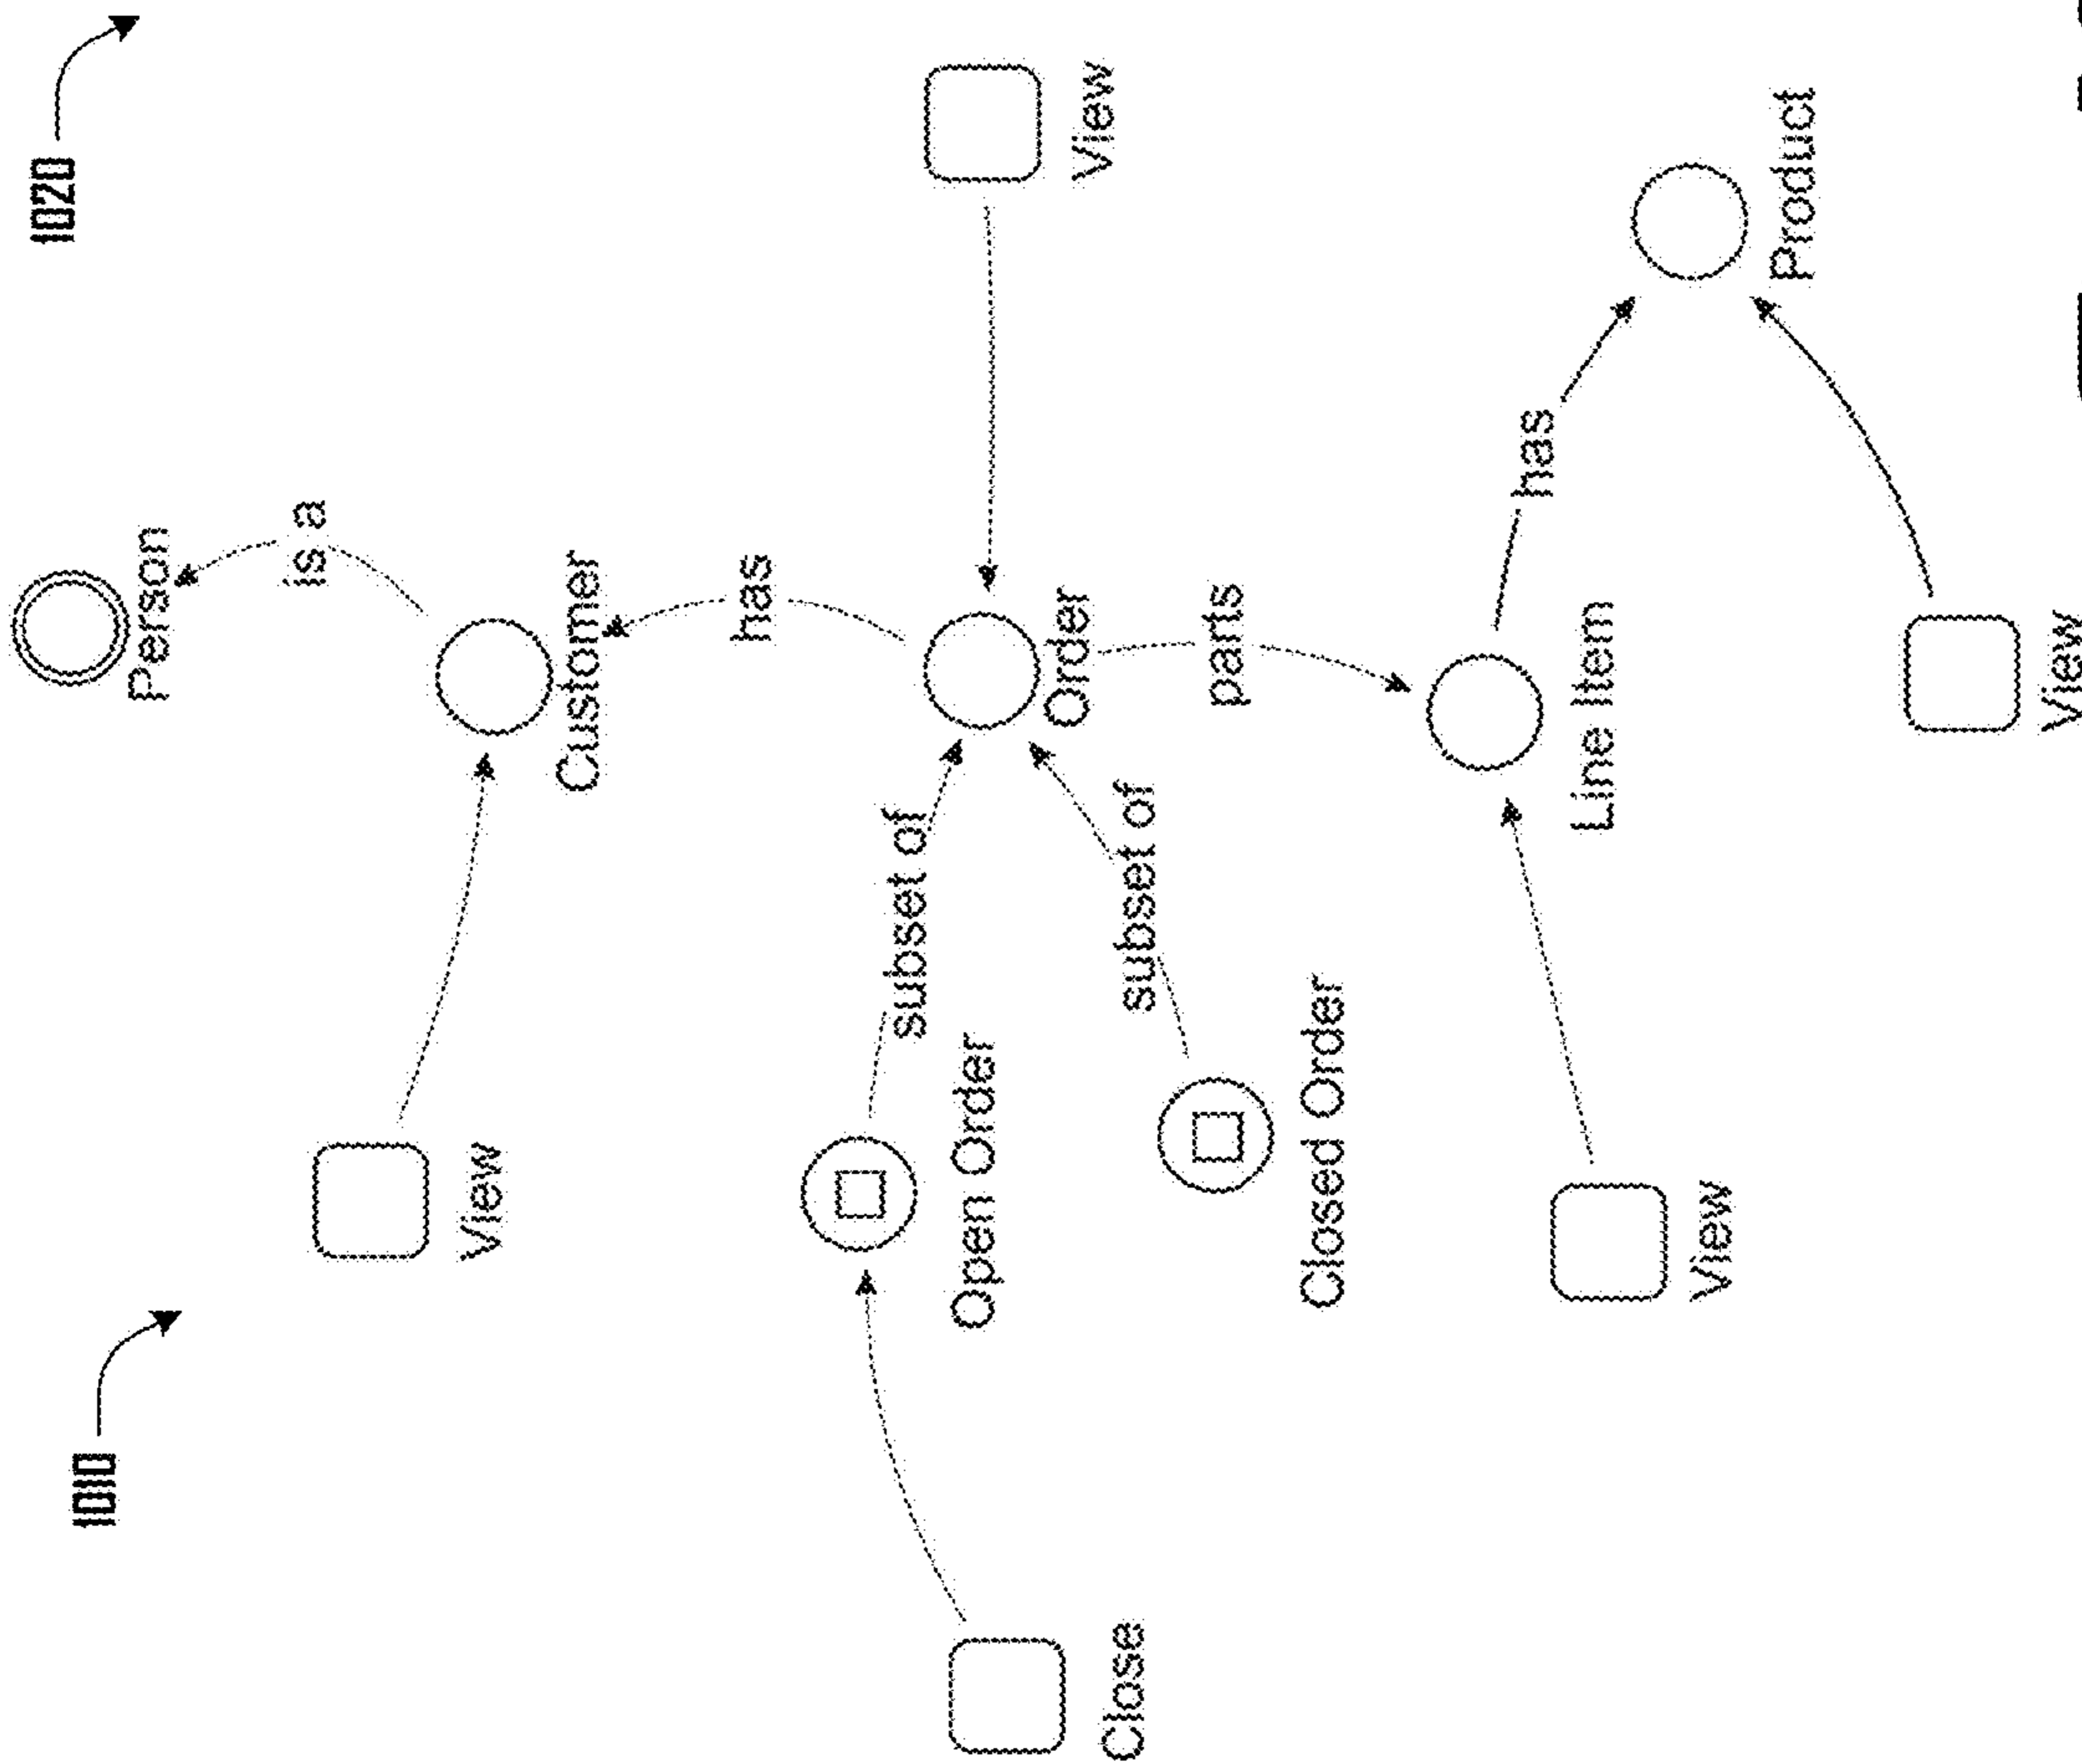 1020
1010
Person
is a
View
Customer
has
subset of
Open Order
Order
View
Close
subset of
parts
Closed Order
has
Line Item
View
Product
View